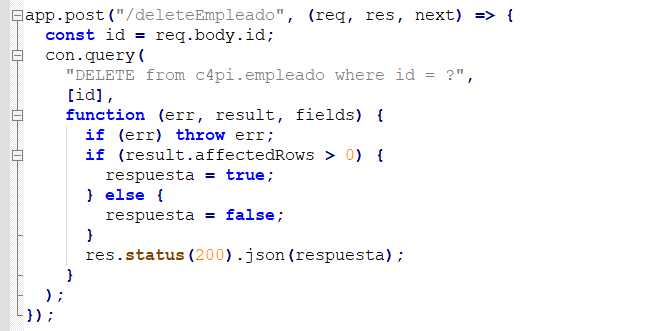 app.post("/deleteEmpleado", (req, res, next) => {
  const id = req.body.id;
  con.query(
    "DELETE from c4pi.empleado where id = ?",
    [id],
    function (err, result, fields) {
      if (err) throw err;
      if (result.affectedRows > 0) {
        respuesta = true;
      } else {
        respuesta = false;
      }
      res.status(200).json(respuesta);
    }
  );
});